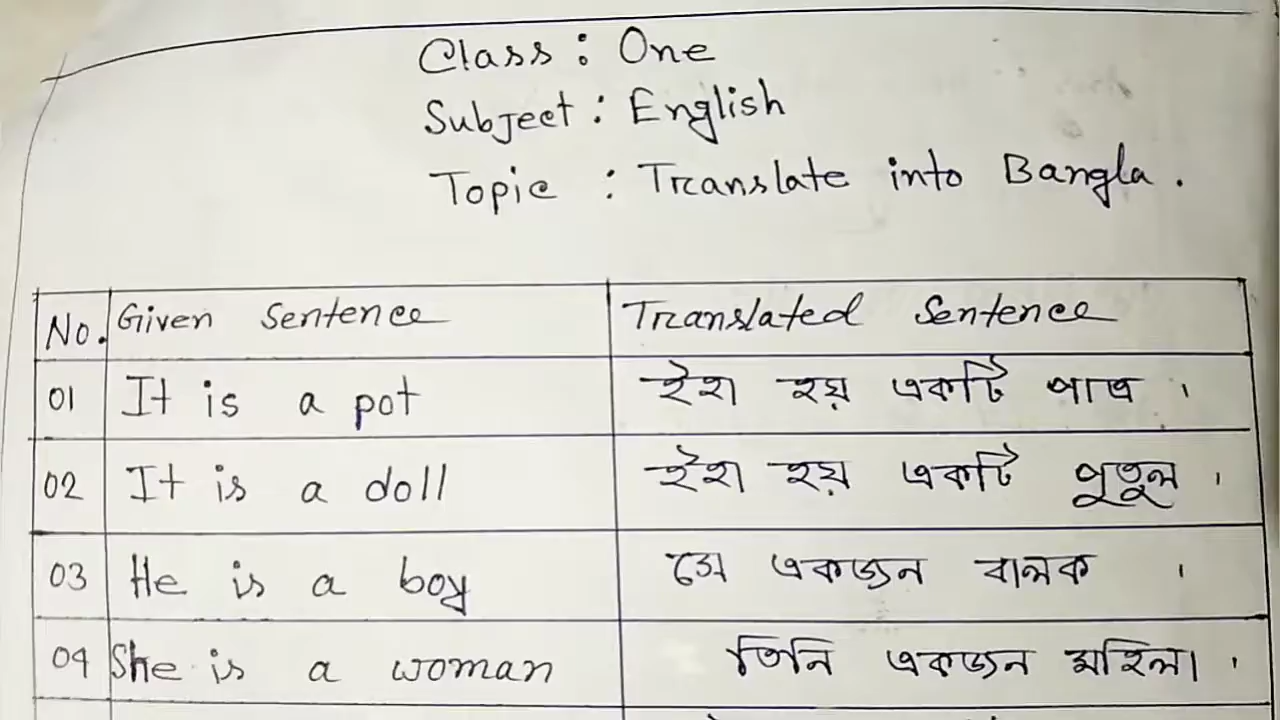 Class : One
Subject : English
Topic : Translate into Bangla.
No. Given Sentence Translated Sentence
01 It is a pot ইহা হয় একটি পাত্র ।
02 It is a doll ইহা হয় একটি পুতুল ।
03 He is a boy সে একজন বালক ।
04 She is a woman তিনি একজন মহিলা ।